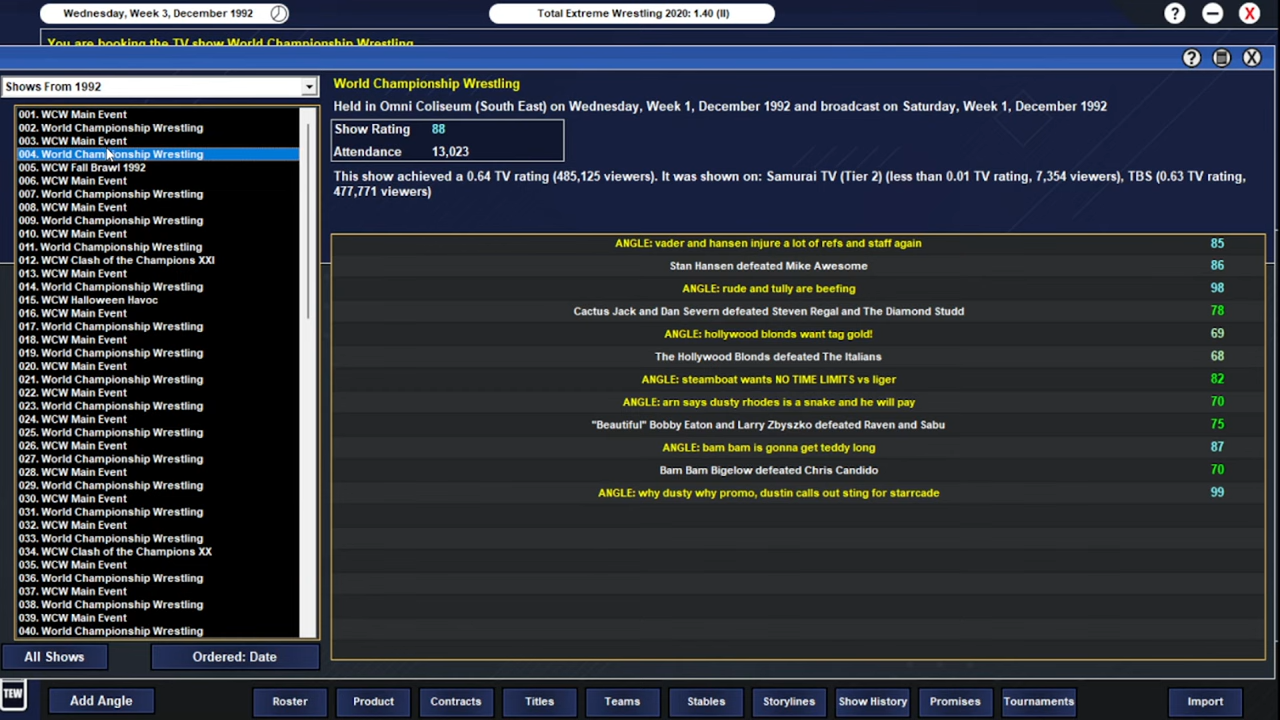 Wednesday, Week 3, December 1992
Total Extreme Wrestling 2020: 1.40 (II)
? X
You are booking the TV show World Championship Wrestling
? X
Shows From 1992
001. WCW Main Event
002. World Championship Wrestling
003. WCW Main Event
004. World Championship Wrestling
005. WCW Fall Brawl 1992
006. WCW Main Event
007. World Championship Wrestling
008. WCW Main Event
009. World Championship Wrestling
010. WCW Main Event
011. World Championship Wrestling
012. WCW Clash of the Champions XXI
013. WCW Main Event
014. World Championship Wrestling
015. WCW Halloween Havoc
016. WCW Main Event
017. World Championship Wrestling
018. WCW Main Event
019. World Championship Wrestling
020. WCW Main Event
021. World Championship Wrestling
022. WCW Main Event
023. World Championship Wrestling
024. WCW Main Event
025. World Championship Wrestling
026. WCW Main Event
027. World Championship Wrestling
028. WCW Main Event
029. World Championship Wrestling
030. WCW Main Event
031. World Championship Wrestling
032. WCW Main Event
033. World Championship Wrestling
034. WCW Clash of the Champions XX
035. WCW Main Event
036. World Championship Wrestling
037. WCW Main Event
038. World Championship Wrestling
039. WCW Main Event
040. World Championship Wrestling
All Shows
Ordered: Date
World Championship Wrestling
Held in Omni Coliseum (South East) on Wednesday, Week 1, December 1992 and broadcast on Saturday, Week 1, December 1992
Show Rating 88
Attendance 13,023
This show achieved a 0.64 TV rating (485,125 viewers). It was shown on: Samurai TV (Tier 2) (less than 0.01 TV rating, 7,354 viewers), TBS (0.63 TV rating,
477,771 viewers)
ANGLE: vader and hansen injure a lot of refs and staff again 85
Stan Hansen defeated Mike Awesome 86
ANGLE: rude and tully are beefing 98
Cactus Jack and Dan Severn defeated Steven Regal and The Diamond Studd 78
ANGLE: hollywood blonds want tag gold! 69
The Hollywood Blonds defeated The Italians 68
ANGLE: steamboat wants NO TIME LIMITS vs liger 82
ANGLE: arn says dusty rhodes is a snake and he will pay 70
"Beautiful" Bobby Eaton and Larry Zbyszko defeated Raven and Sabu 75
ANGLE: bam bam is gonna get teddy long 87
Bam Bam Bigelow defeated Chris Candido 70
ANGLE: why dusty why promo, dustin calls out sting for starrcade 99
TEW
Add Angle
Roster
Product
Contracts
Titles
Teams
Stables
Storylines
Show History
Promises
Tournaments
Import